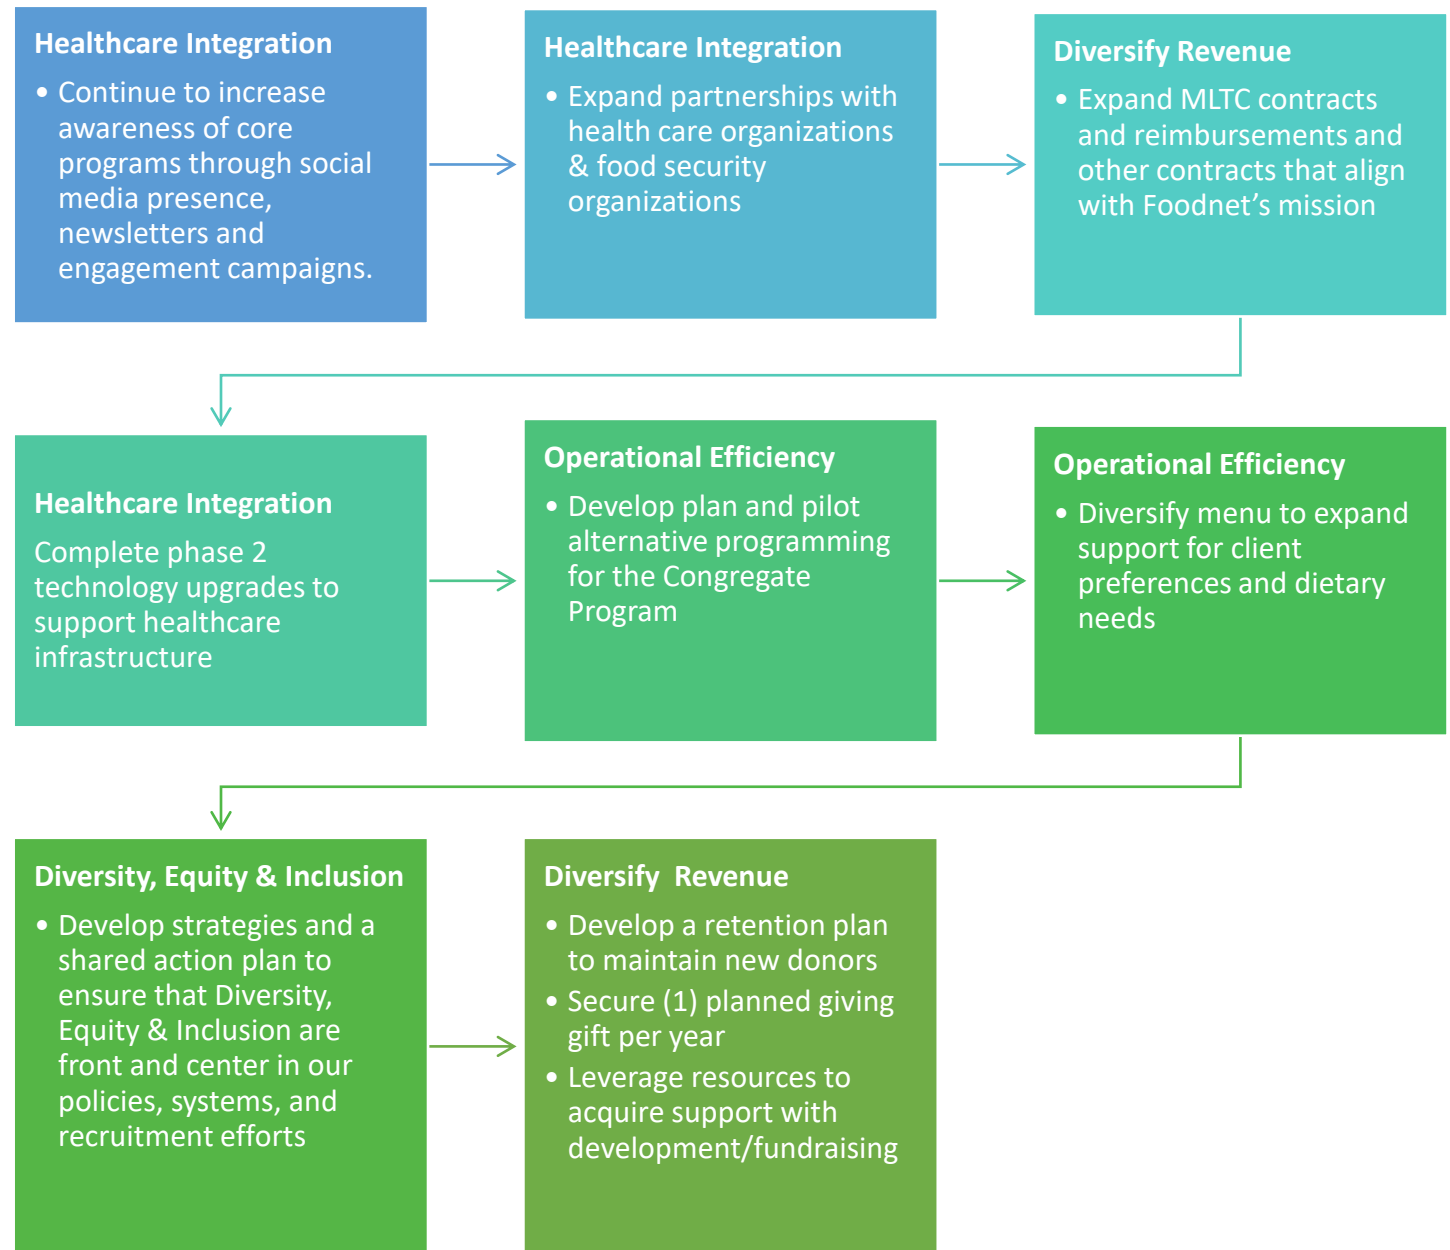 Healthcare Integration
• Continue to increase
awareness of core
programs through social
media presence,
newsletters and
engagement campaigns.
Healthcare Integration
• Expand partnerships with
health care organizations
& food security
organizations
Diversify Revenue
• Expand MLTC contracts
and reimbursements and
other contracts that align
with Foodnet’s mission
Healthcare Integration
Complete phase 2
technology upgrades to
support healthcare
infrastructure
Operational Efficiency
• Develop plan and pilot
alternative programming
for the Congregate
Program
Operational Efficiency
• Diversify menu to expand
support for client
preferences and dietary
needs
Diversity, Equity & Inclusion
• Develop strategies and a
shared action plan to
ensure that Diversity,
Equity & Inclusion are
front and center in our
policies, systems, and
recruitment efforts
Diversify  Revenue
• Develop a retention plan
to maintain new donors
• Secure (1) planned giving
gift per year
• Leverage resources to
acquire support with
development/fundraising